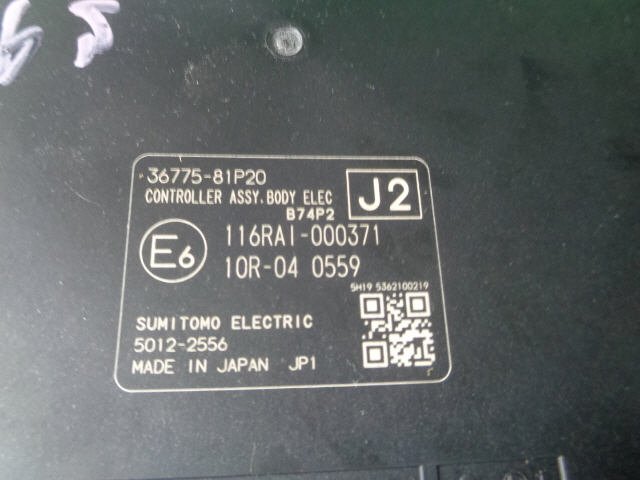 36775-81P20
CONTROLLER ASSY.BODY ELEC
B74P2
J2
E6
116RAI-000371
10R-04 0559
5H19 5362100219
SUMITOMO ELECTRIC
5012-2556
MADE IN JAPAN JP1